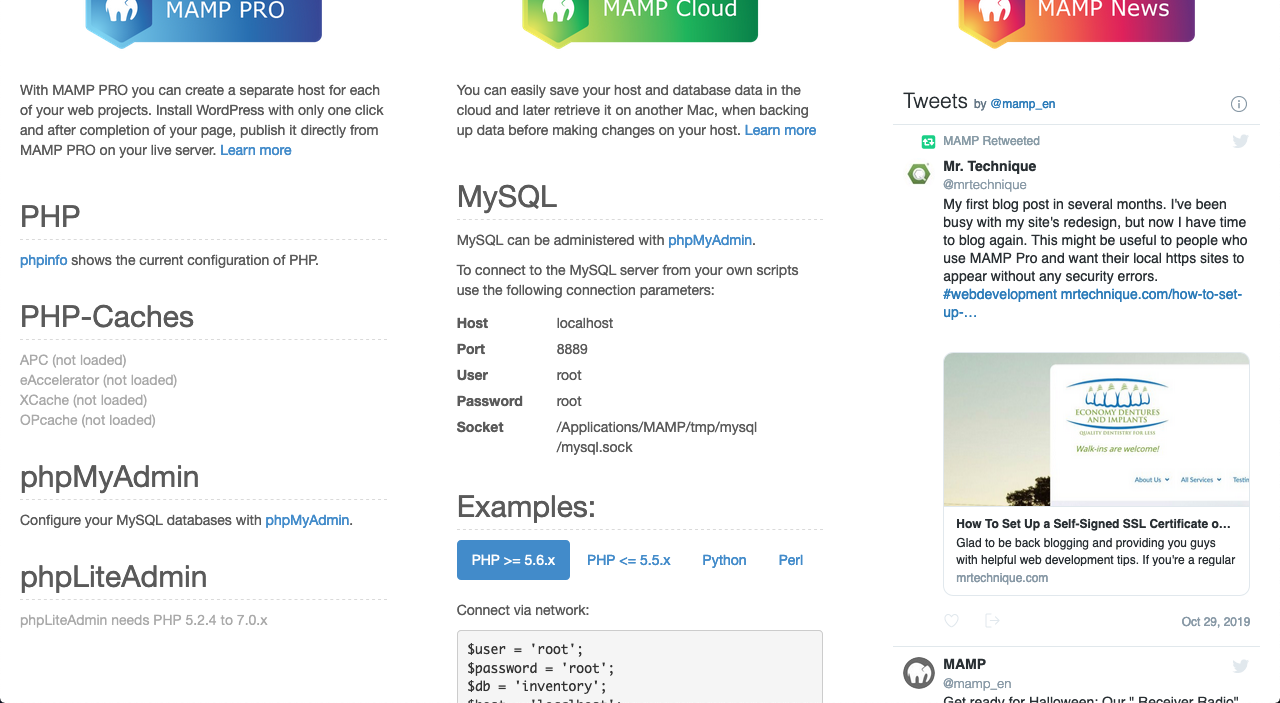 MAMP PRO
With MAMP PRO you can create a separate host for each
of your web projects. Install WordPress with only one click
and after completion of your page, publish it directly from
MAMP PRO on your live server. Learn more
PHP
phpinfo shows the current configuration of PHP.
PHP-Caches
APC (not loaded)
eAccelerator (not loaded)
XCache (not loaded)
OPcache (not loaded)
phpMyAdmin
Configure your MySQL databases with phpMyAdmin.
phpLiteAdmin
phpLiteAdmin needs PHP 5.2.4 to 7.0.x
MAMP Cloud
You can easily save your host and database data in the
cloud and later retrieve it on another Mac, when backing
up data before making changes on your host. Learn more
MySQL
MySQL can be administered with phpMyAdmin.
To connect to the MySQL server from your own scripts
use the following connection parameters:
Host localhost
Port 8889
User root
Password root
Socket /Applications/MAMP/tmp/mysql
/mysql.sock
Examples:
PHP >= 5.6.x PHP <= 5.5.x Python Perl
Connect via network:
$user = 'root';
$password = 'root';
$db = 'inventory';
$host = 'localhost';
MAMP News
Tweets by @mamp_en
MAMP Retweeted
Mr. Technique
@mrtechnique
My first blog post in several months. I've been
busy with my site's redesign, but now I have time
to blog again. This might be useful to people who
use MAMP Pro and want their local https sites to
appear without any security errors.
#webdevelopment mrtechnique.com/how-to-set-
up-…
ECONOMY DENTURES
AND IMPLANTS
QUALITY DENTISTRY FOR LESS
Walk-ins are welcome!
About Us All Services Testin
How To Set Up a Self-Signed SSL Certificate o…
Glad to be back blogging and providing you guys
with helpful web development tips. If you're a regular
mrtechnique.com
Oct 29, 2019
MAMP
@mamp_en
Get ready for Halloween: Our " Receiver Radio"